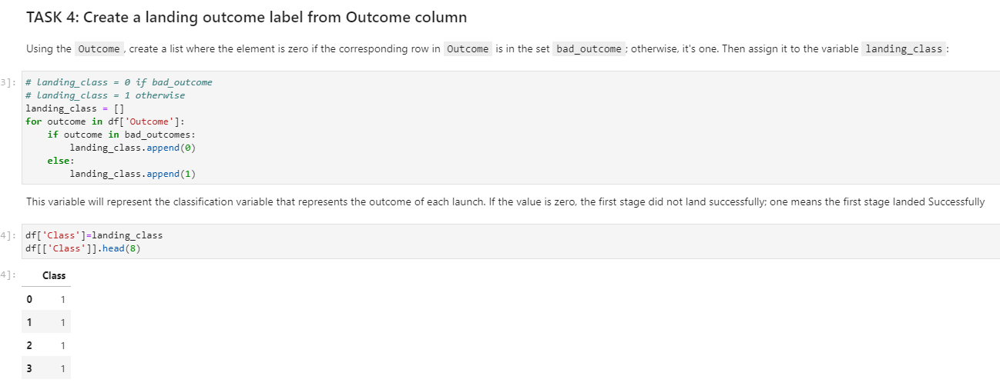 TASK 4: Create a landing outcome label from Outcome column
Using the Outcome , create a list where the element is zero if the corresponding row in Outcome is in the set bad_outcome ; otherwise, it's one. Then assign it to the variable landing_class :
3]: # landing_class = 0 if bad_outcome
# landing_class = 1 otherwise
landing_class = []
for outcome in df['Outcome']:
    if outcome in bad_outcomes:
        landing_class.append(0)
    else:
        landing_class.append(1)
This variable will represent the classification variable that represents the outcome of each launch. If the value is zero, the first stage did not land successfully; one means the first stage landed Successfully
4]: df['Class']=landing_class
df[['Class']].head(8)
4]: Class
0 1
1 1
2 1
3 1